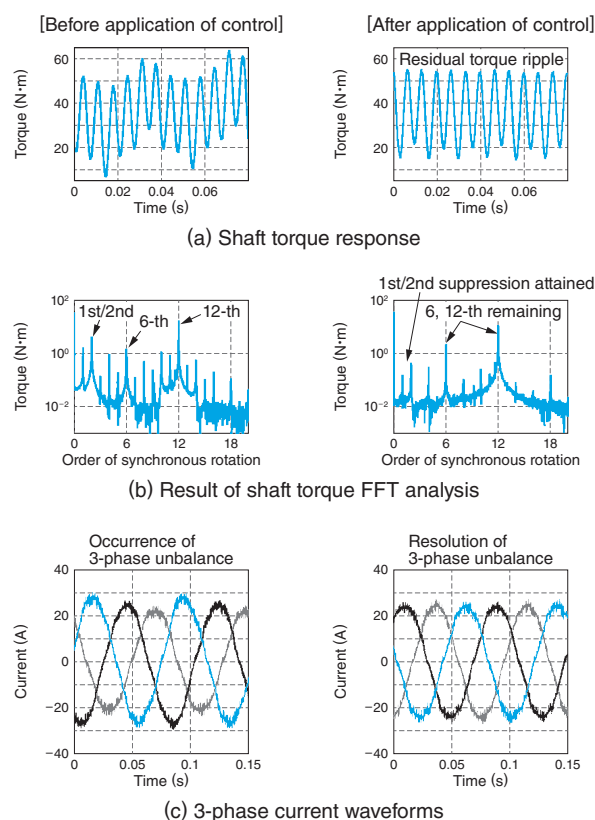 [Before application of control]
[After application of control]
Torque (N·m)
60
40
20
0
0.02
0.04
0.06
Time (s)
Residual torque ripple
Torque (N·m)
60
40
20
0
0.02
0.04
0.06
Time (s)
(a) Shaft torque response
Torque (N·m)
10²
10⁰
10⁻²
1st/2nd
6-th
12-th
0
6
12
18
Order of synchronous rotation
1st/2nd suppression attained
6, 12-th remaining
Torque (N·m)
10²
10⁰
10⁻²
0
6
12
18
Order of synchronous rotation
(b) Result of shaft torque FFT analysis
Occurrence of
3-phase unbalance
Current (A)
40
20
0
−20
−40
0
0.05
0.1
0.15
Time (s)
Resolution of
3-phase unbalance
Current (A)
40
20
0
−20
−40
0
0.05
0.1
0.15
Time (s)
(c) 3-phase current waveforms